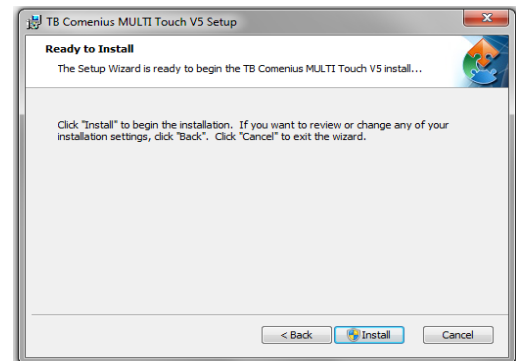 TB Comenius MULTI Touch V5 Setup
Ready to Install
The Setup Wizard is ready to begin the TB Comenius MULTI Touch V5 install...
Click "Install" to begin the installation. If you want to review or change any of your
installation settings, click "Back". Click "Cancel" to exit the wizard.
< Back Install Cancel